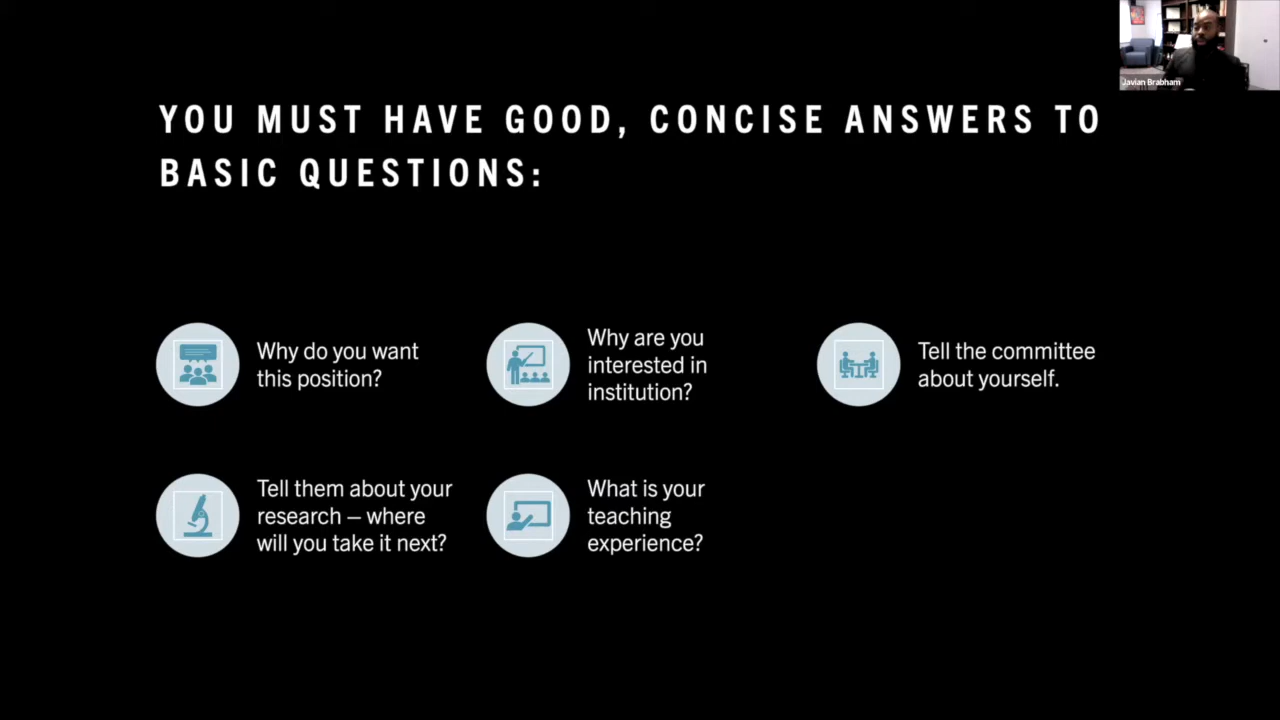 Javian Brabham
YOU MUST HAVE GOOD, CONCISE ANSWERS TO
BASIC QUESTIONS:
Why do you want
this position?
Why are you
interested in
institution?
Tell the committee
about yourself.
Tell them about your
research – where
will you take it next?
What is your
teaching
experience?